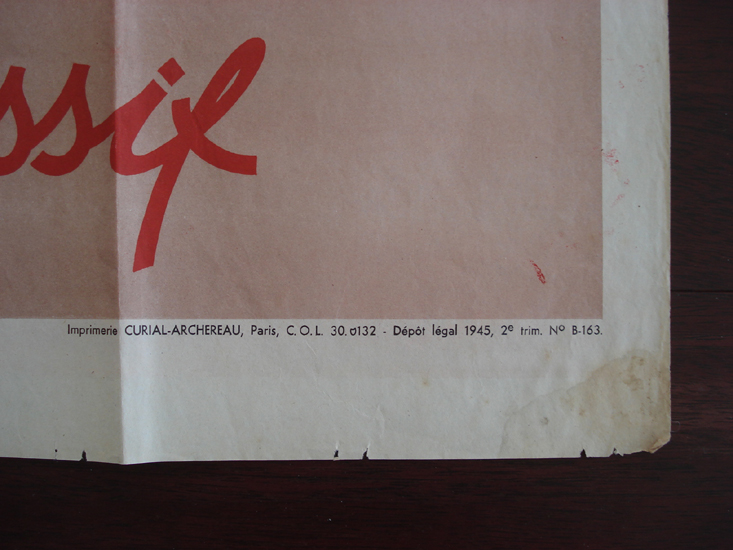 ssif
Imprimerie CURIAL-ARCHEREAU, Paris, C.O.L. 30.0132 - Dépôt légal 1945, 2e trim. No B-163.